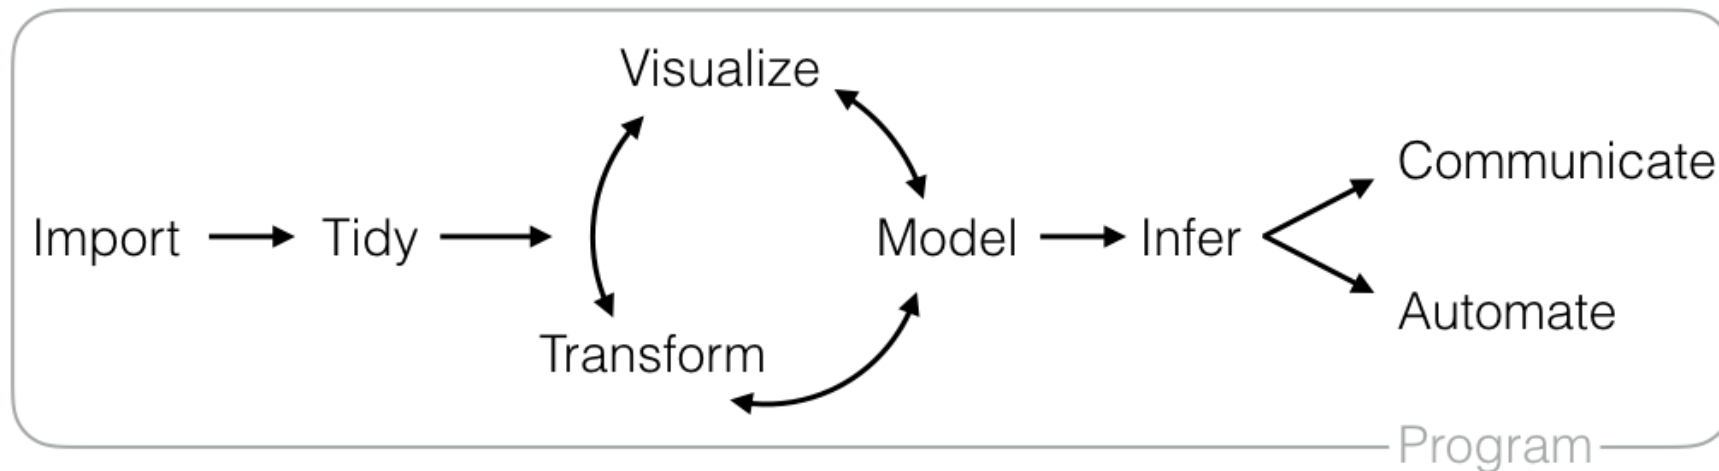 Visualize
Communicate
Import
Tidy
Model
Infer
Automate
Transform
Program